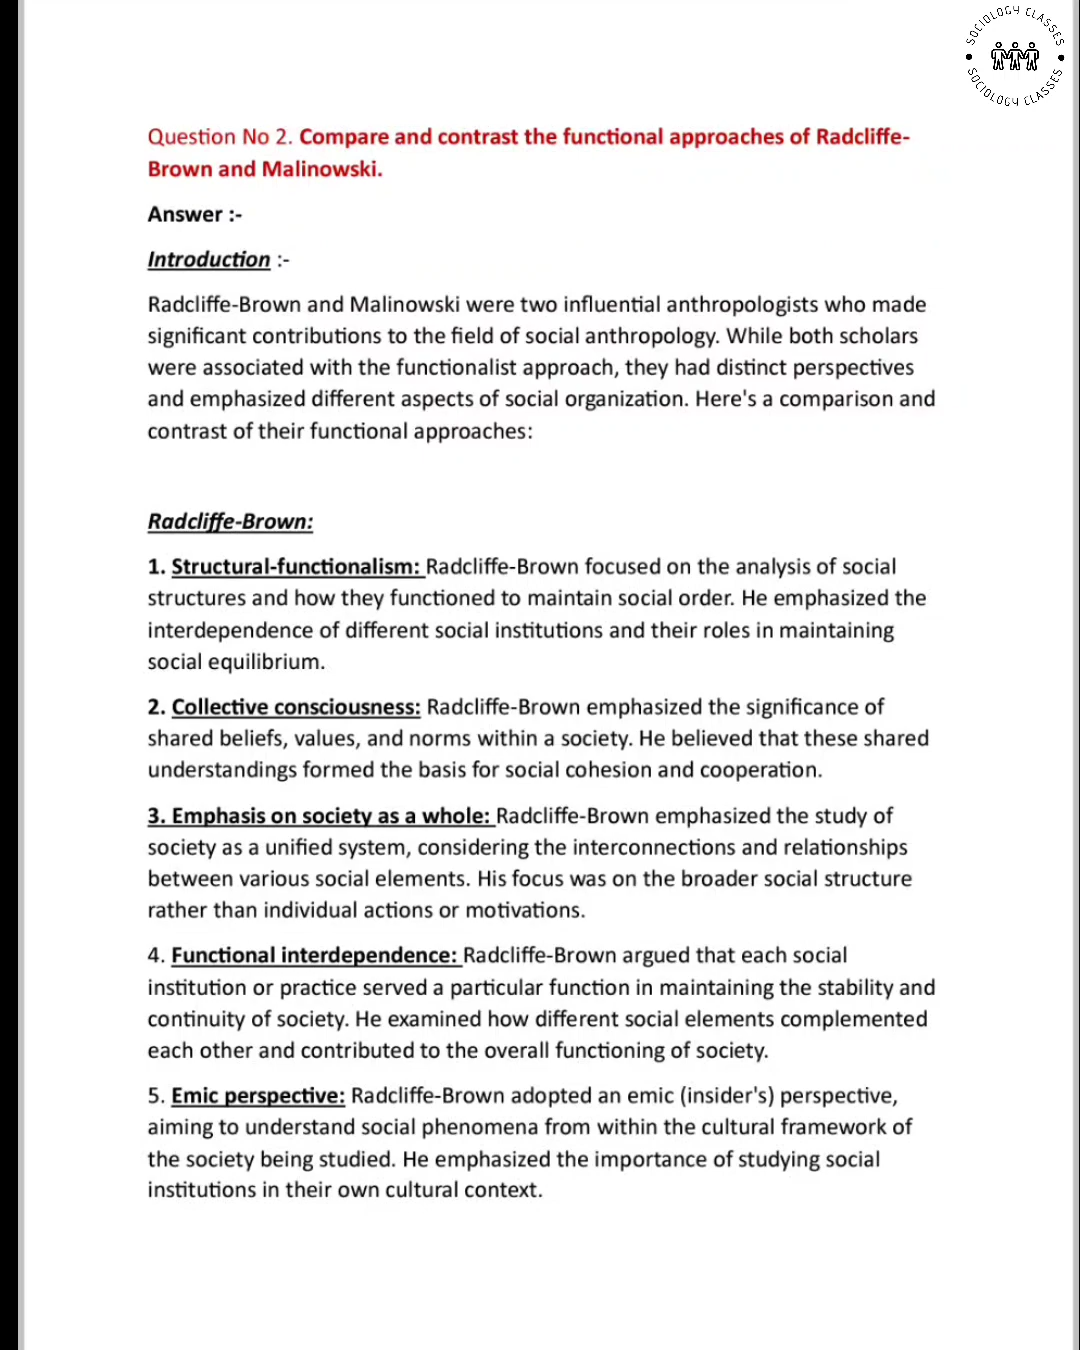 SOCIOLOGY CLASSES
SOCIOLOGY CLASSES
Question No 2. Compare and contrast the functional approaches of Radcliffe-
Brown and Malinowski.
Answer :-
Introduction :-
Radcliffe-Brown and Malinowski were two influential anthropologists who made
significant contributions to the field of social anthropology. While both scholars
were associated with the functionalist approach, they had distinct perspectives
and emphasized different aspects of social organization. Here's a comparison and
contrast of their functional approaches:
Radcliffe-Brown:
1. Structural-functionalism: Radcliffe-Brown focused on the analysis of social
structures and how they functioned to maintain social order. He emphasized the
interdependence of different social institutions and their roles in maintaining
social equilibrium.
2. Collective consciousness: Radcliffe-Brown emphasized the significance of
shared beliefs, values, and norms within a society. He believed that these shared
understandings formed the basis for social cohesion and cooperation.
3. Emphasis on society as a whole: Radcliffe-Brown emphasized the study of
society as a unified system, considering the interconnections and relationships
between various social elements. His focus was on the broader social structure
rather than individual actions or motivations.
4. Functional interdependence: Radcliffe-Brown argued that each social
institution or practice served a particular function in maintaining the stability and
continuity of society. He examined how different social elements complemented
each other and contributed to the overall functioning of society.
5. Emic perspective: Radcliffe-Brown adopted an emic (insider's) perspective,
aiming to understand social phenomena from within the cultural framework of
the society being studied. He emphasized the importance of studying social
institutions in their own cultural context.